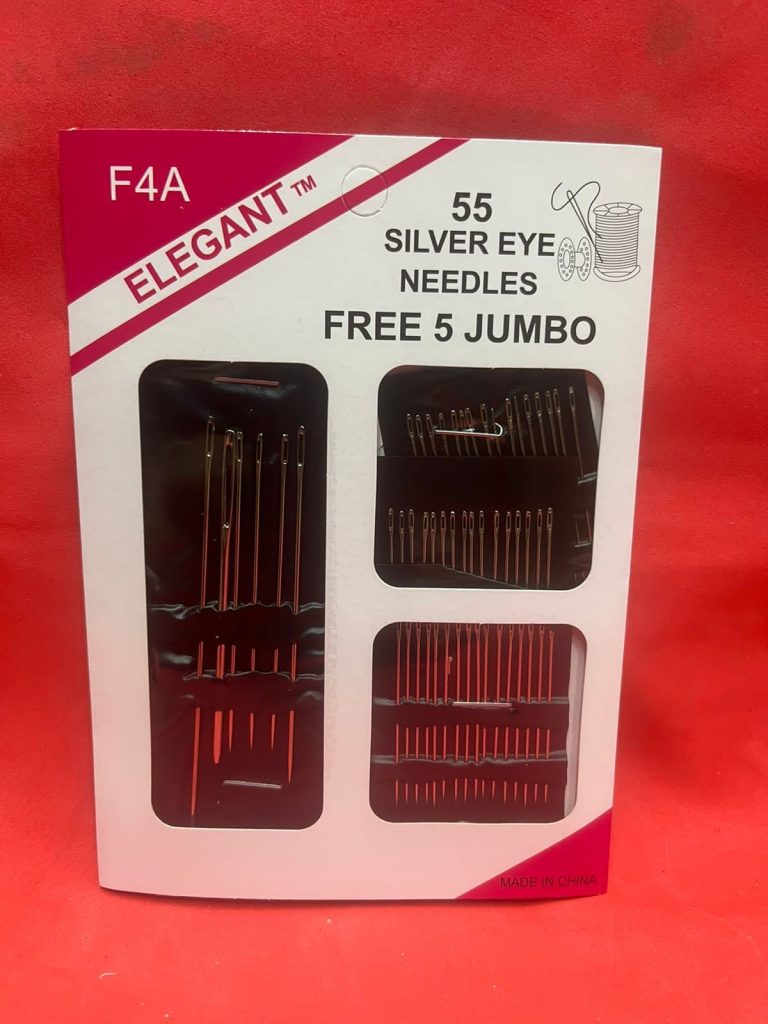 F4A
ELEGANT™
55
SILVER EYE
NEEDLES
FREE 5 JUMBO
MADE IN CHINA